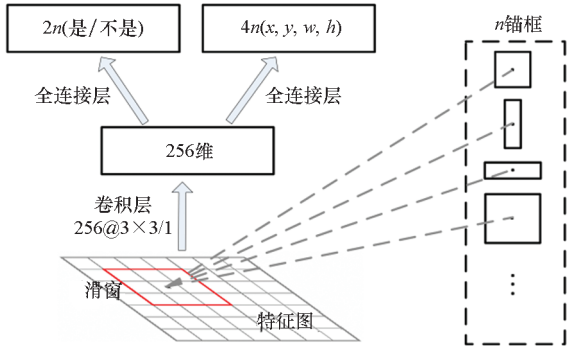 2n(是/不是)
4n(x, y, w, h)
n锚框
全连接层
全连接层
256维
卷积层
256@3×3/1
滑窗
特征图